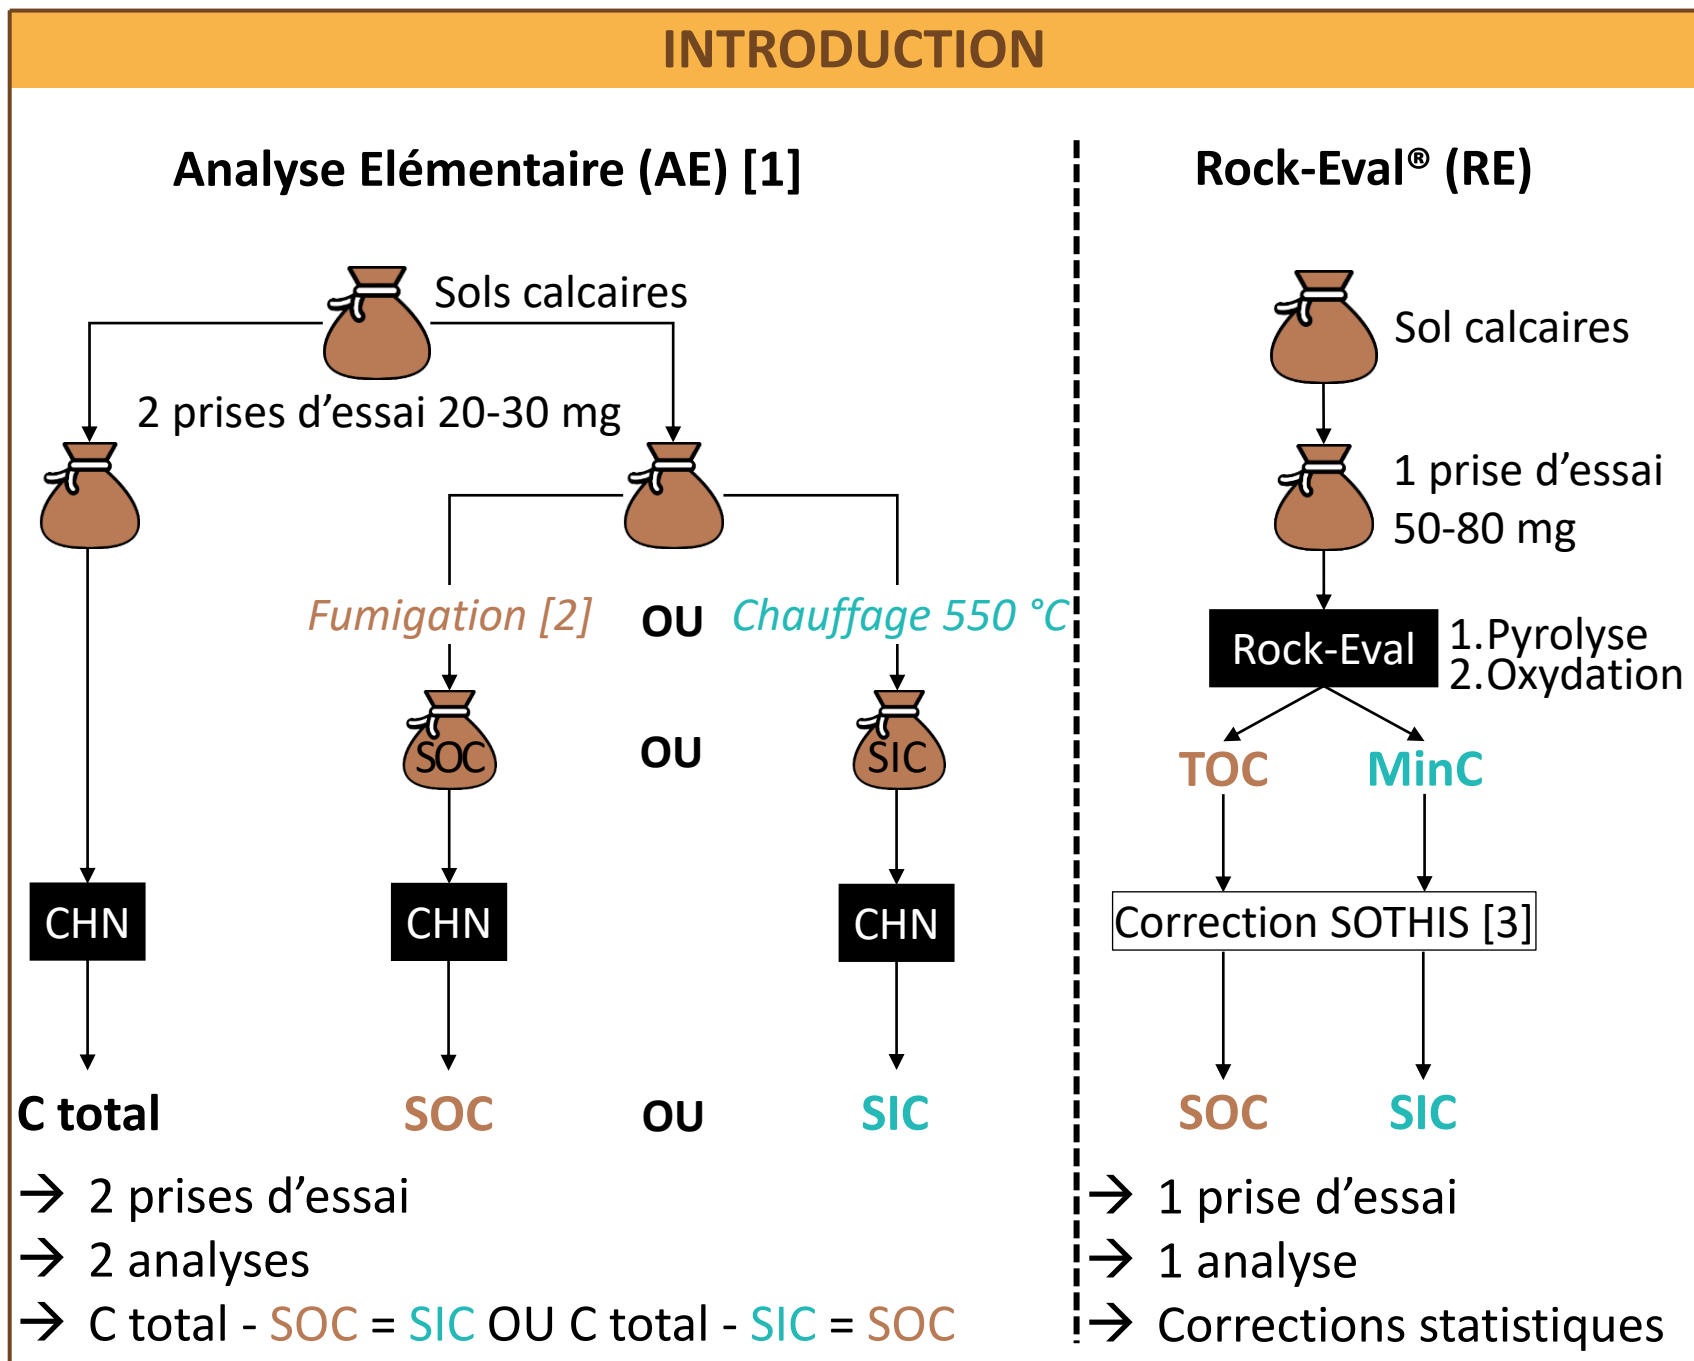 INTRODUCTION
Analyse Elémentaire (AE) [1]
Sols calcaires
2 prises d’essai 20-30 mg
Fumigation [2]
OU
Chauffage 550 °C
SOC
OU
SIC
CHN
CHN
CHN
C total
SOC
OU
SIC
→ 2 prises d’essai
→ 2 analyses
→ C total - SOC = SIC OU C total - SIC = SOC
Rock-Eval® (RE)
Sol calcaires
1 prise d’essai
50-80 mg
Rock-Eval
1.Pyrolyse
2.Oxydation
TOC
MinC
Correction SOTHIS [3]
SOC
SIC
→ 1 prise d’essai
→ 1 analyse
→ Corrections statistiques